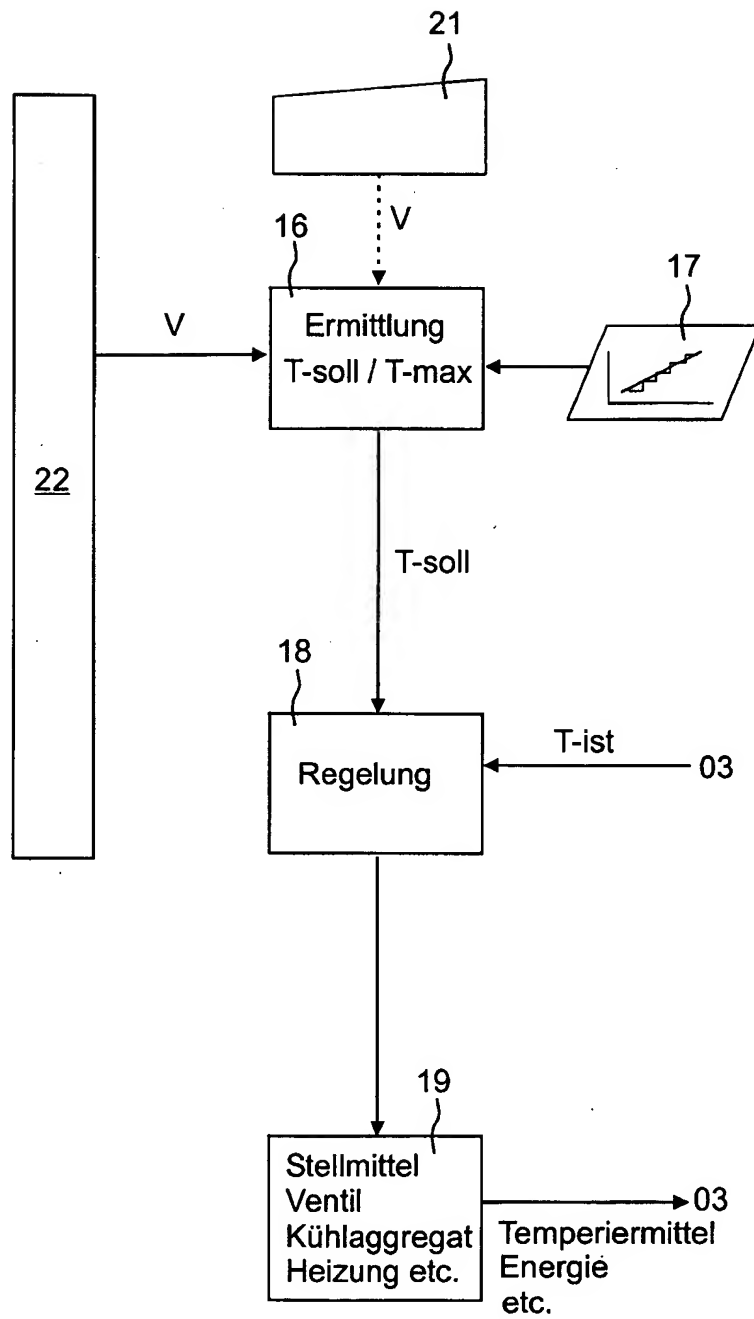 21
V
16
17
Ermittlung
T-soll / T-max
V
22
T-soll
18
Regelung
T-ist
03
19
Stellmittel
Ventil
Kühlaggregat
Heizung etc.
03
Temperiermittel
Energie
etc.